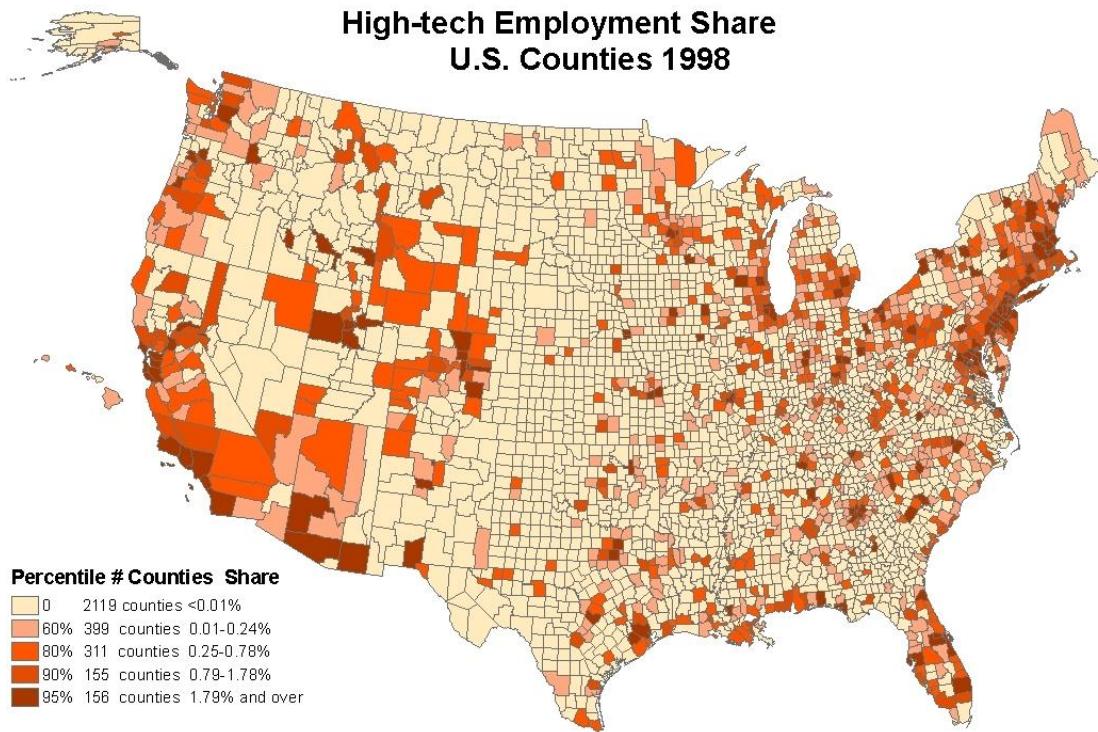 High-tech Employment Share
U.S. Counties 1998
Percentile # Counties Share
0 2119 counties <0.01%
60% 399 counties 0.01-0.24%
80% 311 counties 0.25-0.78%
90% 155 counties 0.79-1.78%
95% 156 counties 1.79% and over